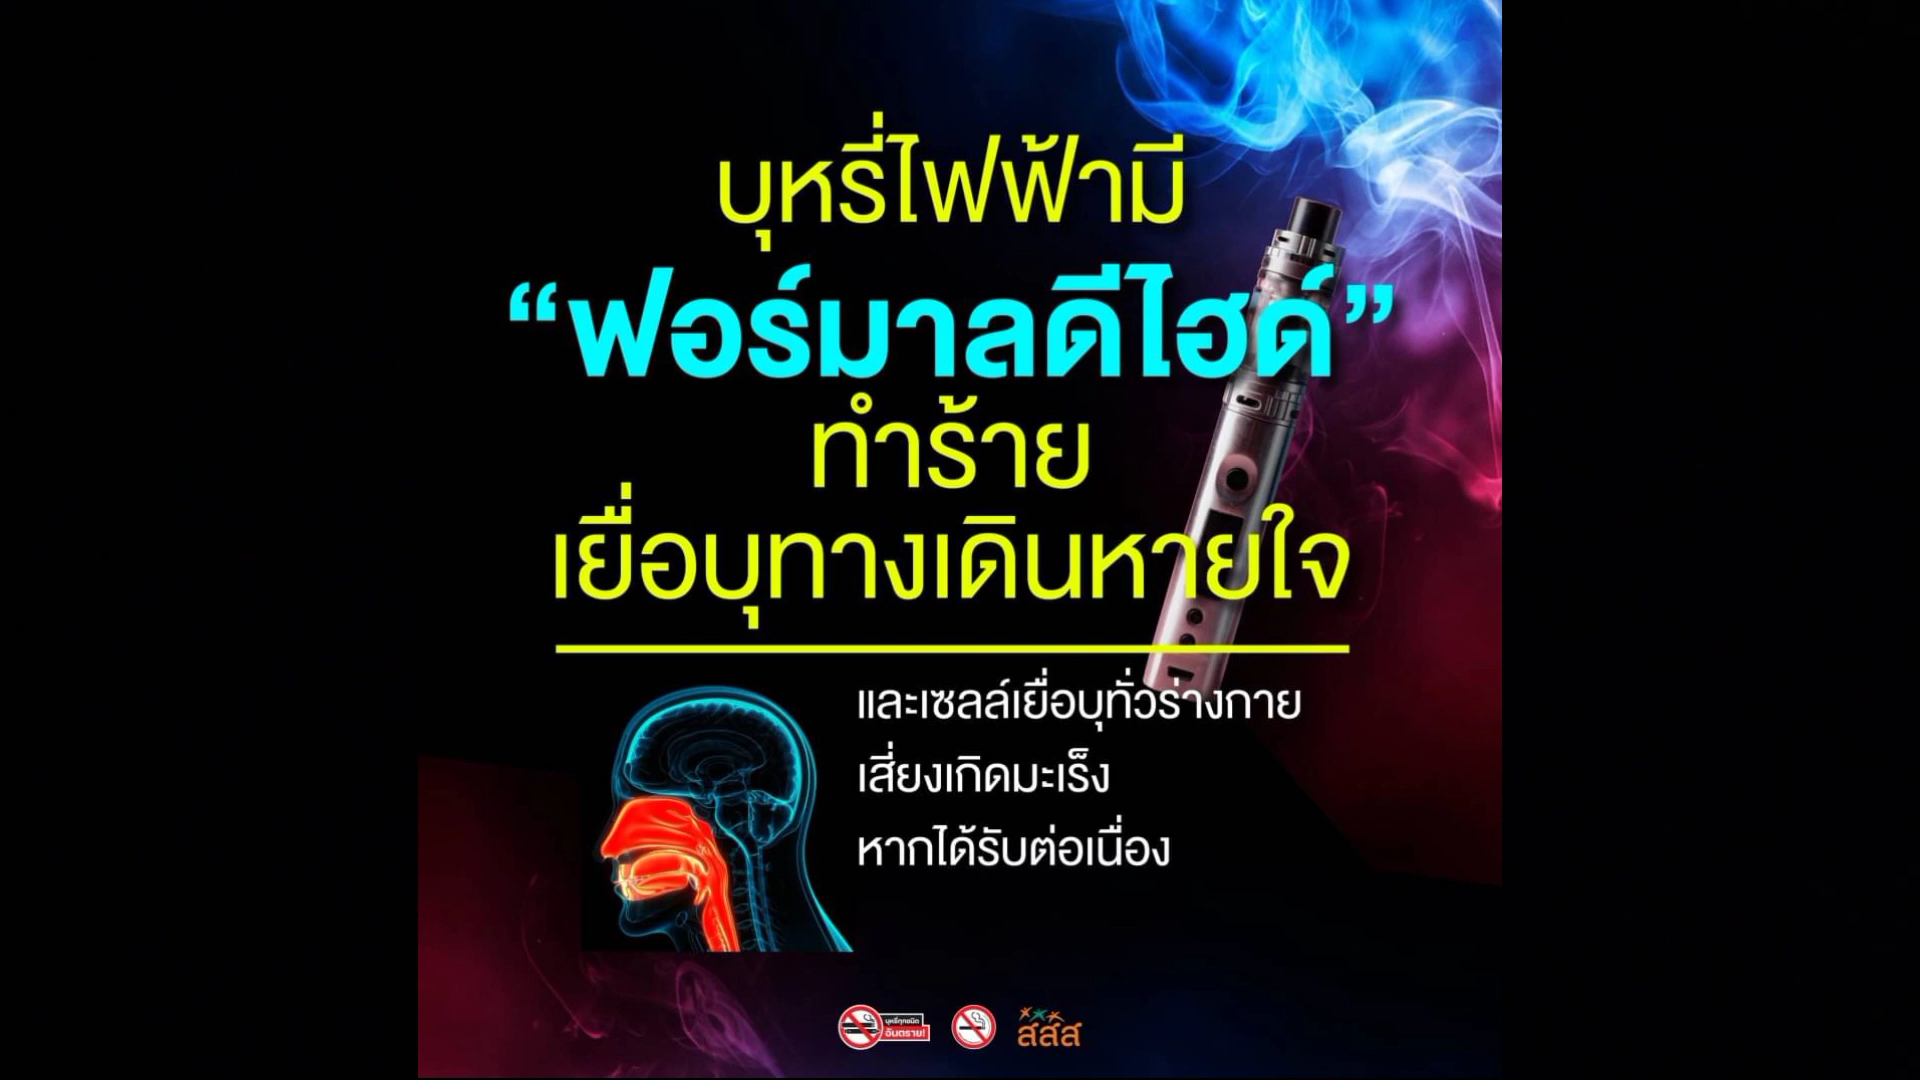 บุหรี่ไฟฟ้ามี
“ฟอร์มาลดีไฮด์”
ทำร้าย
เยื่อบุทางเดินหายใจ
และเซลล์เยื่อบุทั่วร่างกาย
เสี่ยงเกิดมะเร็ง
หากได้รับต่อเนื่อง
บุหรี่ทุกชนิด
อันตราย!
สสส